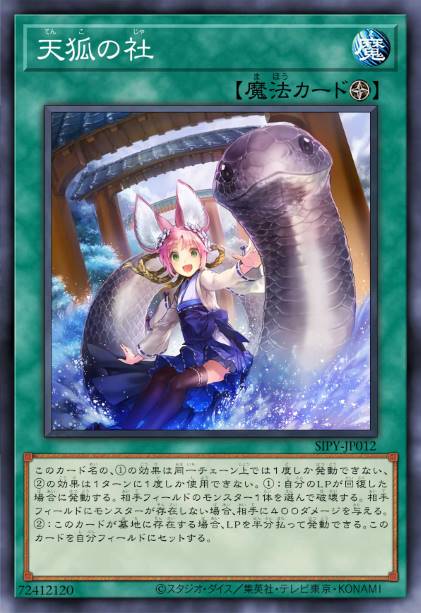 てんこじゃ
天狐の社
魔
まほう
【魔法カード】
SIPY-JP012
このカード名の、①の効果は同一チェーン上では1度しか発動できない、
②の効果は1ターンに1度しか使用できない。①:自分のLPが回復した
場合に発動する。相手フィールドのモンスター1体を選んで破壊する。相手
フィールドにモンスターが存在しない場合、相手に400ダメージを与える。
②:このカードが墓地に存在する場合、LPを半分払って発動できる。この
カードを自分フィールドにセットする。
72412120
©スタジオ・ダイス/集英社・テレビ東京・KONAMI